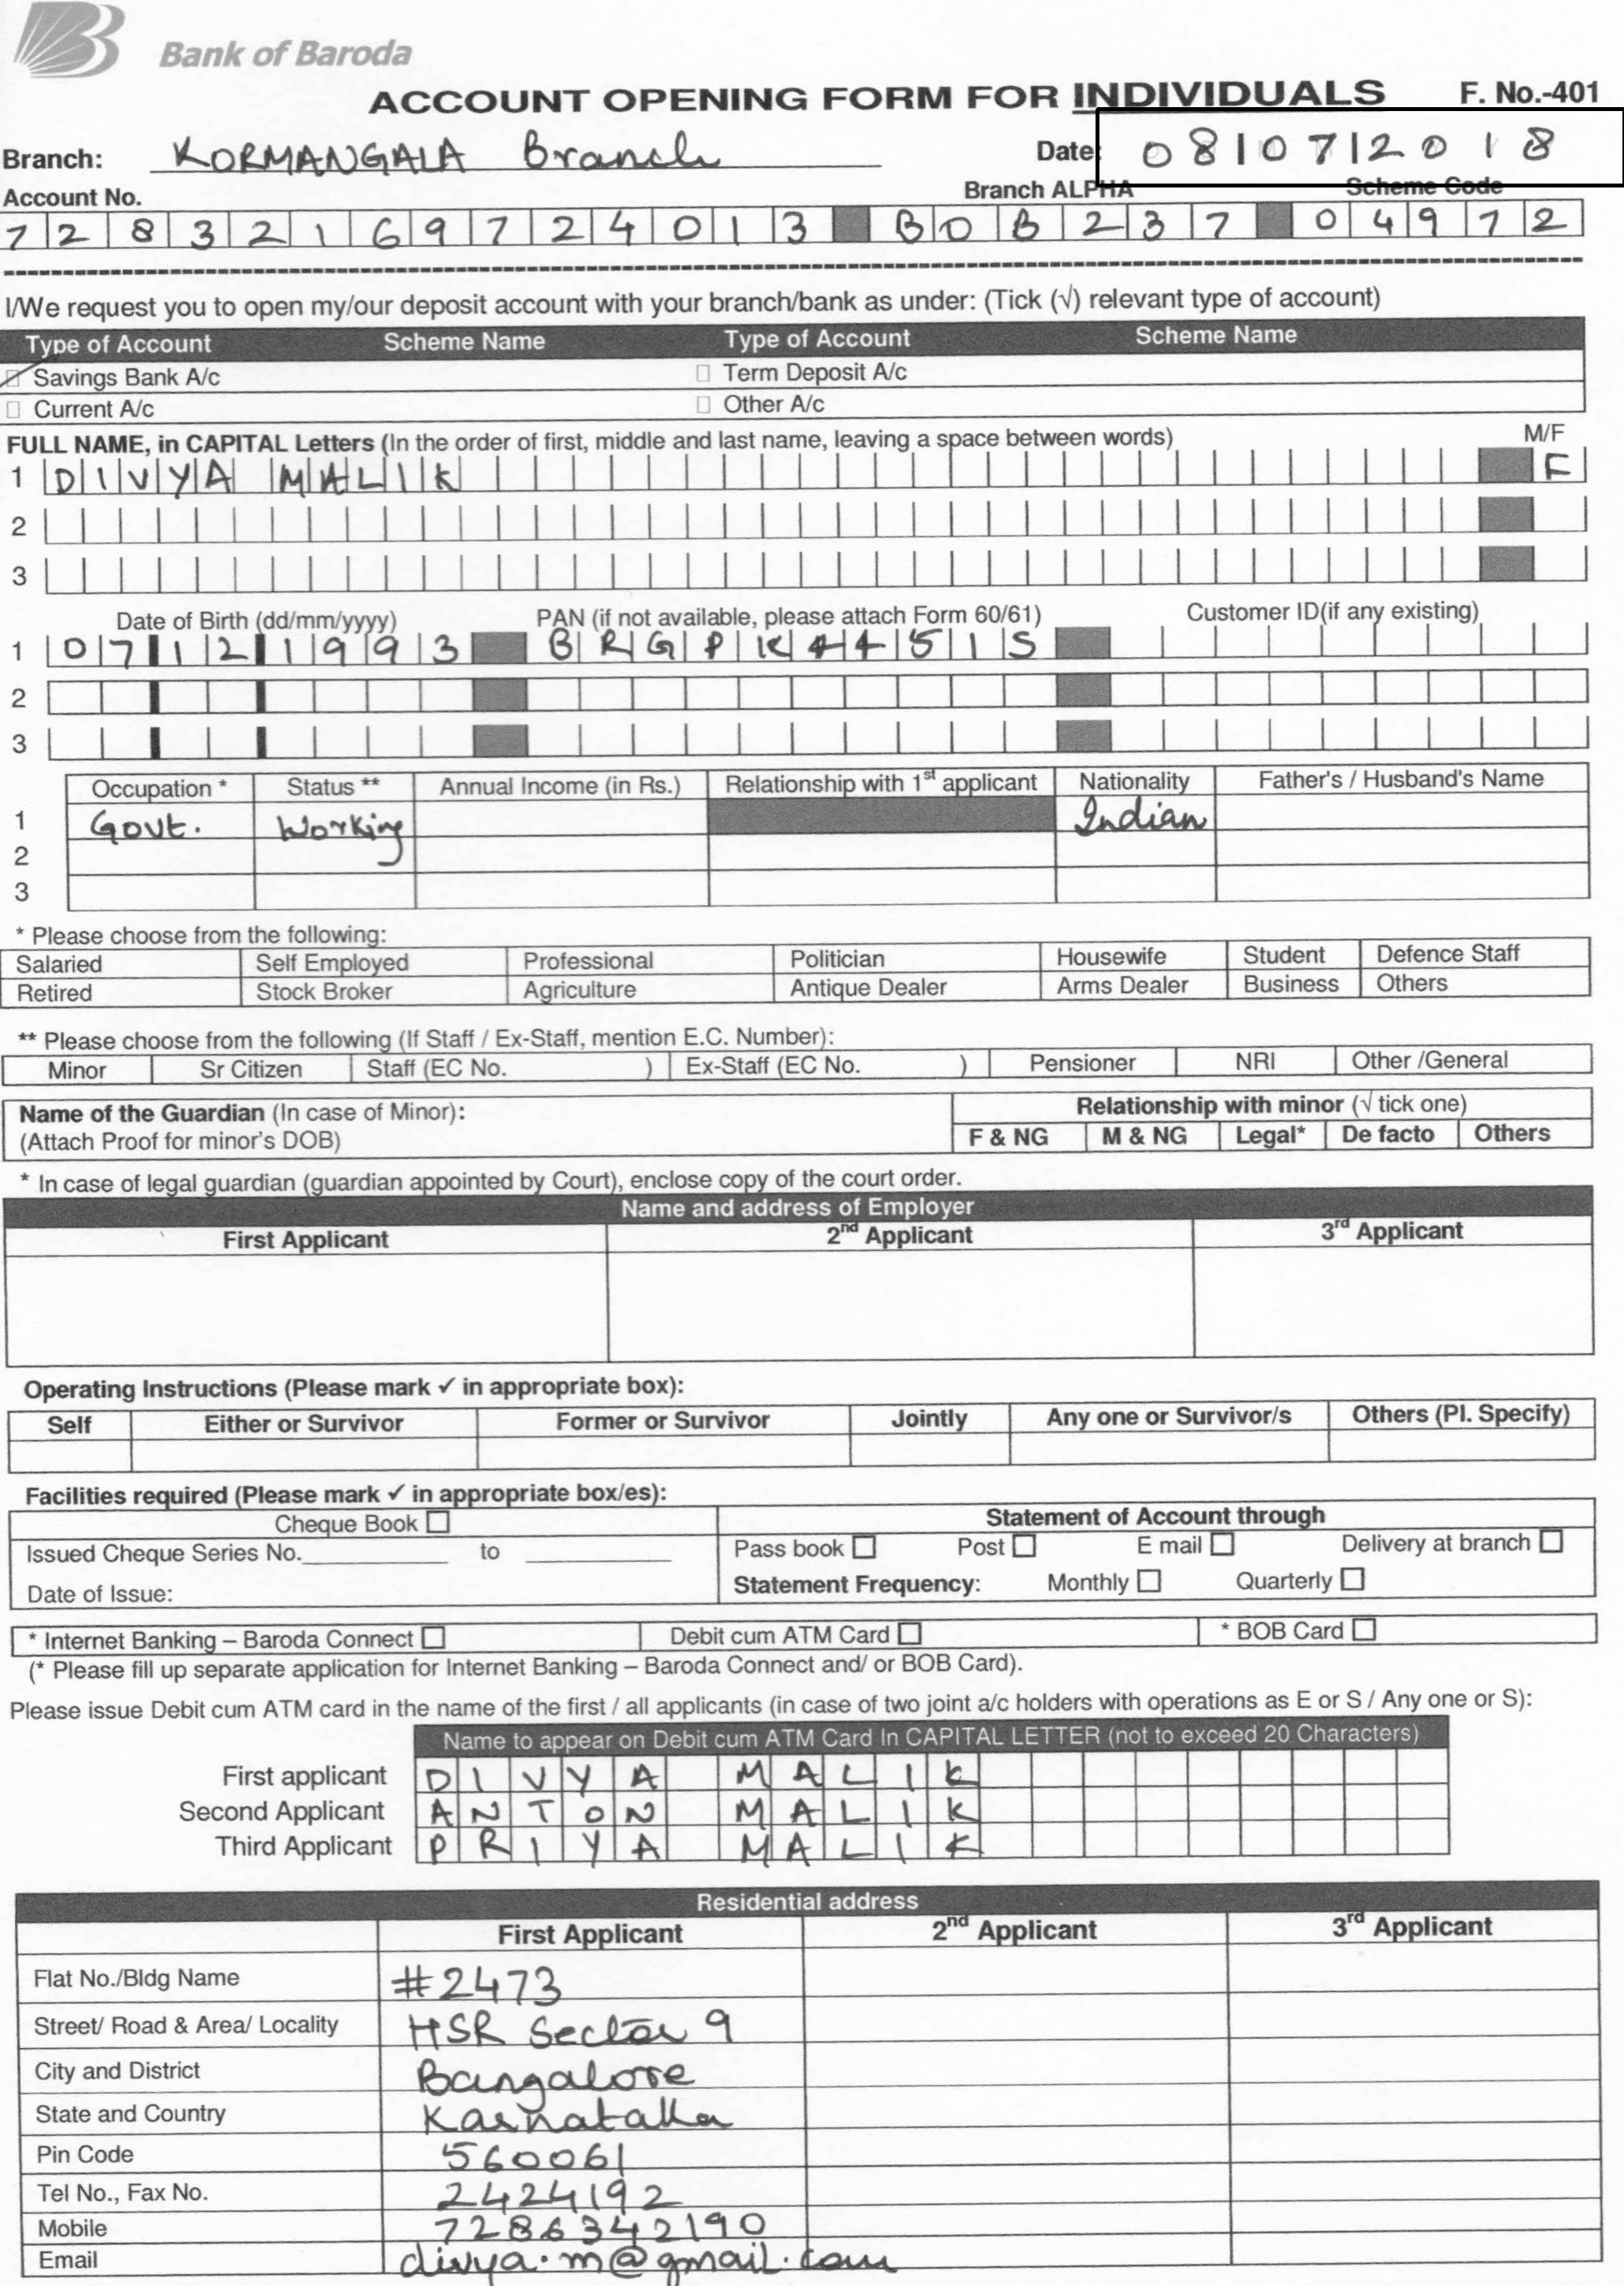 Bank of Baroda
ACCOUNT OPENING FORM FOR INDIVIDUALS F. No.-401
Branch: KORMANGALA Branch Date: 08/07/2018
Account No. Branch ALPHA Scheme Code
72832169724013 BOB237 04972
I/We request you to open my/our deposit account with your branch/bank as under: (Tick (√) relevant type of account)
Type of Account Scheme Name Type of Account Scheme Name
Savings Bank A/c Term Deposit A/c
Current A/c Other A/c
FULL NAME, in CAPITAL Letters (In the order of first, middle and last name, leaving a space between words) M/F
1 DIVYA MALIK F
2
3
Date of Birth (dd/mm/yyyy) PAN (if not available, please attach Form 60/61) Customer ID(if any existing)
1 07121993 BRGPK4451S
2
3
Occupation * Status ** Annual Income (in Rs.) Relationship with 1st applicant Nationality Father's / Husband's Name
1 Govt. Working Indian
2
3
* Please choose from the following:
Salaried Self Employed Professional Politician Housewife Student Defence Staff
Retired Stock Broker Agriculture Antique Dealer Arms Dealer Business Others
** Please choose from the following (If Staff / Ex-Staff, mention E.C. Number):
Minor Sr Citizen Staff (EC No. ) Ex-Staff (EC No. ) Pensioner NRI Other /General
Name of the Guardian (In case of Minor): Relationship with minor (√ tick one)
(Attach Proof for minor's DOB) F & NG M & NG Legal* De facto Others
* In case of legal guardian (guardian appointed by Court), enclose copy of the court order.
Name and address of Employer
First Applicant 2nd Applicant 3rd Applicant
Operating Instructions (Please mark ✓ in appropriate box):
Self Either or Survivor Former or Survivor Jointly Any one or Survivor/s Others (Pl. Specify)
Facilities required (Please mark ✓ in appropriate box/es):
Cheque Book Statement of Account through
Issued Cheque Series No. to Pass book Post E mail Delivery at branch
Date of Issue: Statement Frequency: Monthly Quarterly
* Internet Banking – Baroda Connect Debit cum ATM Card * BOB Card
(* Please fill up separate application for Internet Banking – Baroda Connect and/ or BOB Card).
Please issue Debit cum ATM card in the name of the first / all applicants (in case of two joint a/c holders with operations as E or S / Any one or S):
Name to appear on Debit cum ATM Card In CAPITAL LETTER (not to exceed 20 Characters)
First applicant DIVYA MALIK
Second Applicant ANTON MALIK
Third Applicant PRIYA MALIK
Residential address
First Applicant 2nd Applicant 3rd Applicant
Flat No./Bldg Name #2473
Street/ Road & Area/ Locality HSR Sector 9
City and District Bangalore
State and Country Karnataka
Pin Code 560061
Tel No., Fax No. 2424192
Mobile 7286342190
Email divya.m@gmail.com